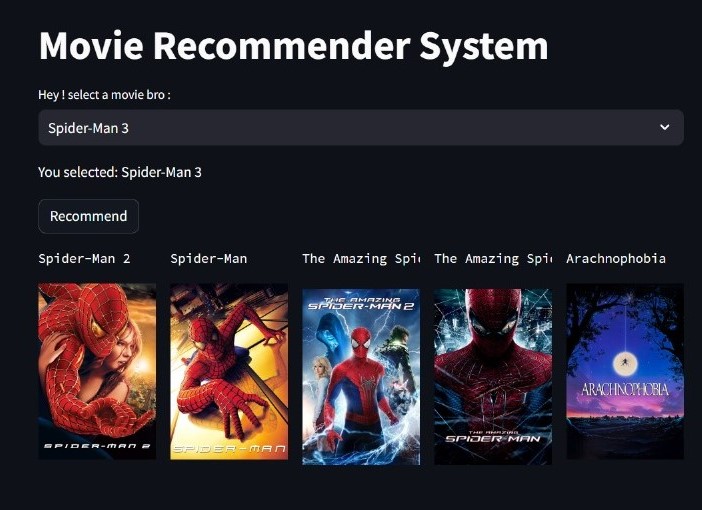 Movie Recommender System
Hey ! select a movie bro :
Spider-Man 3
You selected: Spider-Man 3
Recommend
Spider-Man 2
Spider-Man
The Amazing Spi
The Amazing Spi
Arachnophobia
SPIDER-MAN 2
SPIDER-MAN
THE AMAZING
SPIDER-MAN 2
THE AMAZING
SPIDER-MAN
ARACHNOPHOBIA